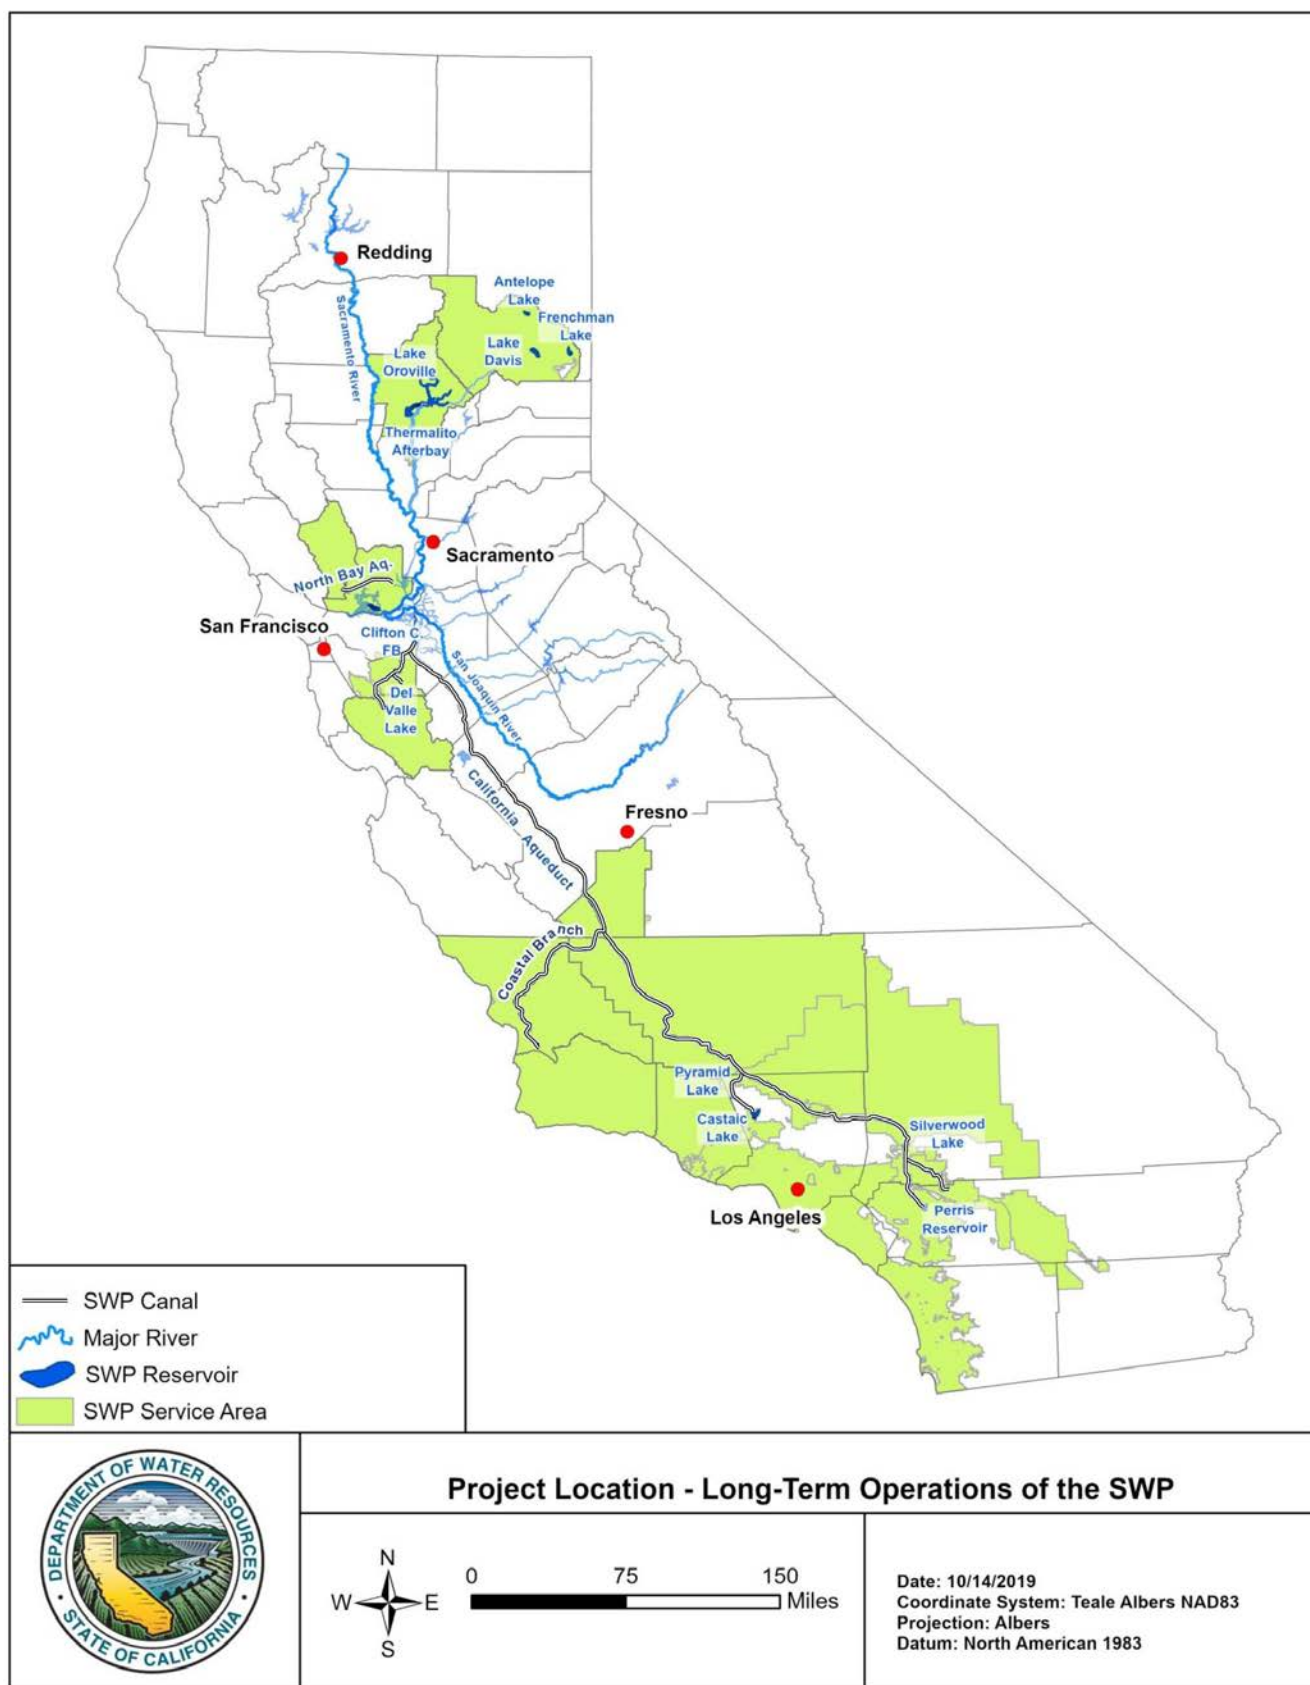 Redding
Antelope
Lake
Frenchman
Lake
Sacramento River
Lake
Oroville
Lake
Davis
Thermalito
Afterbay
Sacramento
North Bay Aq.
San Francisco
Clifton C.
FB
San Joaquin River
Del
Valle
Lake
California Aqueduct
Fresno
Coastal Branch
Pyramid
Lake
Castaic
Lake
Silverwood
Lake
Los Angeles
Perris
Reservoir
SWP Canal
Major River
SWP Reservoir
SWP Service Area
DEPARTMENT OF WATER RESOURCES
STATE OF CALIFORNIA
Project Location - Long-Term Operations of the SWP
N
W E
S
0 75 150
Miles
Date: 10/14/2019
Coordinate System: Teale Albers NAD83
Projection: Albers
Datum: North American 1983